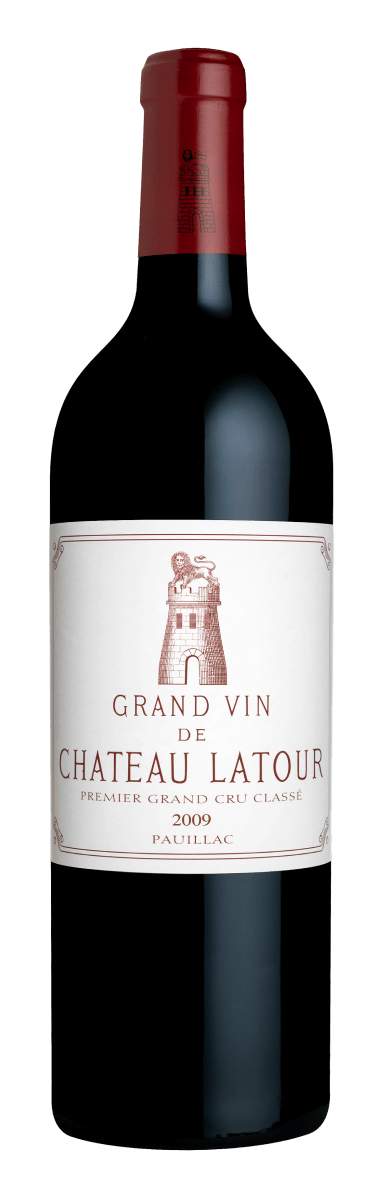 GRAND VIN
DE
CHATEAU LATOUR
PREMIER GRAND CRU CLASSÉ
2009
PAUILLAC